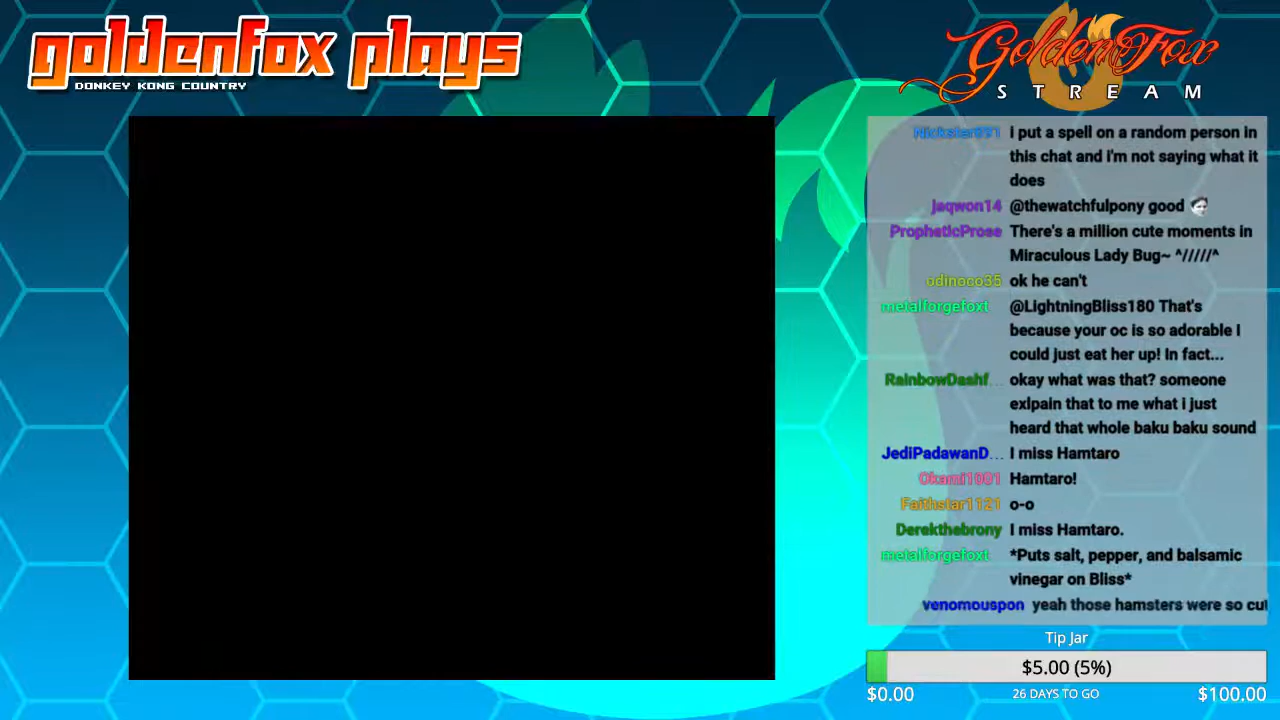 goldenfox plays
DONKEY KONG COUNTRY
GoldenFox
STREAM
Nickster891 i put a spell on a random person in
this chat and I'm not saying what it
does
jaqwon14 @thewatchfulpony good
PropheticProse There's a million cute moments in
Miraculous Lady Bug~ ^/////^
odinoco35 ok he can't
metalforgefoxt @LightningBliss180 That's
because your oc is so adorable I
could just eat her up! In fact...
RainbowDashf... okay what was that? someone
exlpain that to me what i just
heard that whole baku baku sound
JediPadawanD... I miss Hamtaro
Okami1001 Hamtaro!
Faithstar1121 o-o
Derekthebrony I miss Hamtaro.
metalforgefoxt *Puts salt, pepper, and balsamic
vinegar on Bliss*
venomouspon yeah those hamsters were so cu
Tip Jar
$5.00 (5%)
$0.00 26 DAYS TO GO $100.00